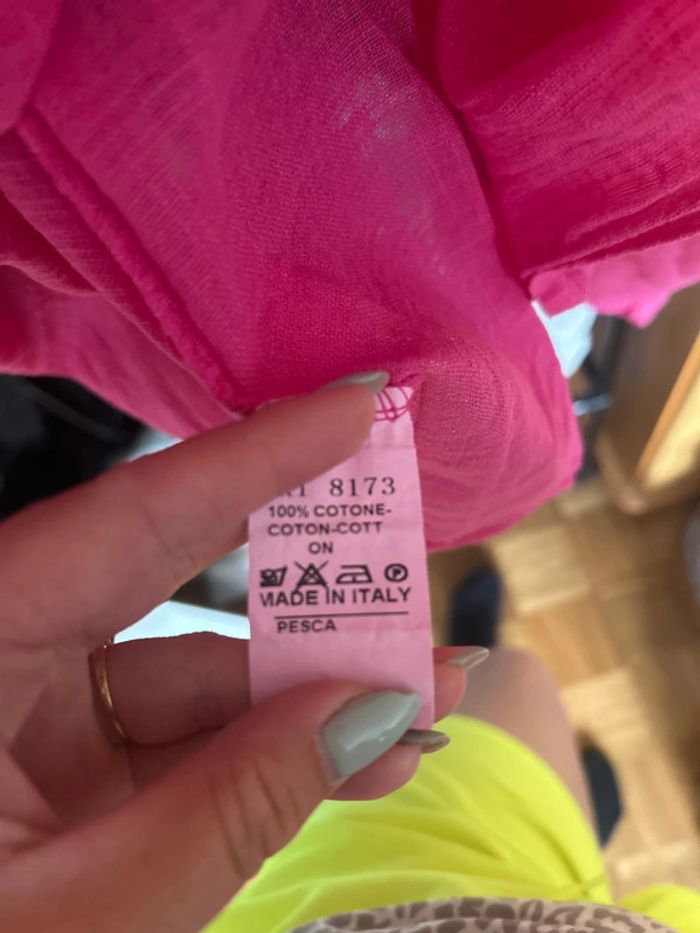 8173
100% COTONE-
COTON-COTT
ON
MADE IN ITALY
PESCA